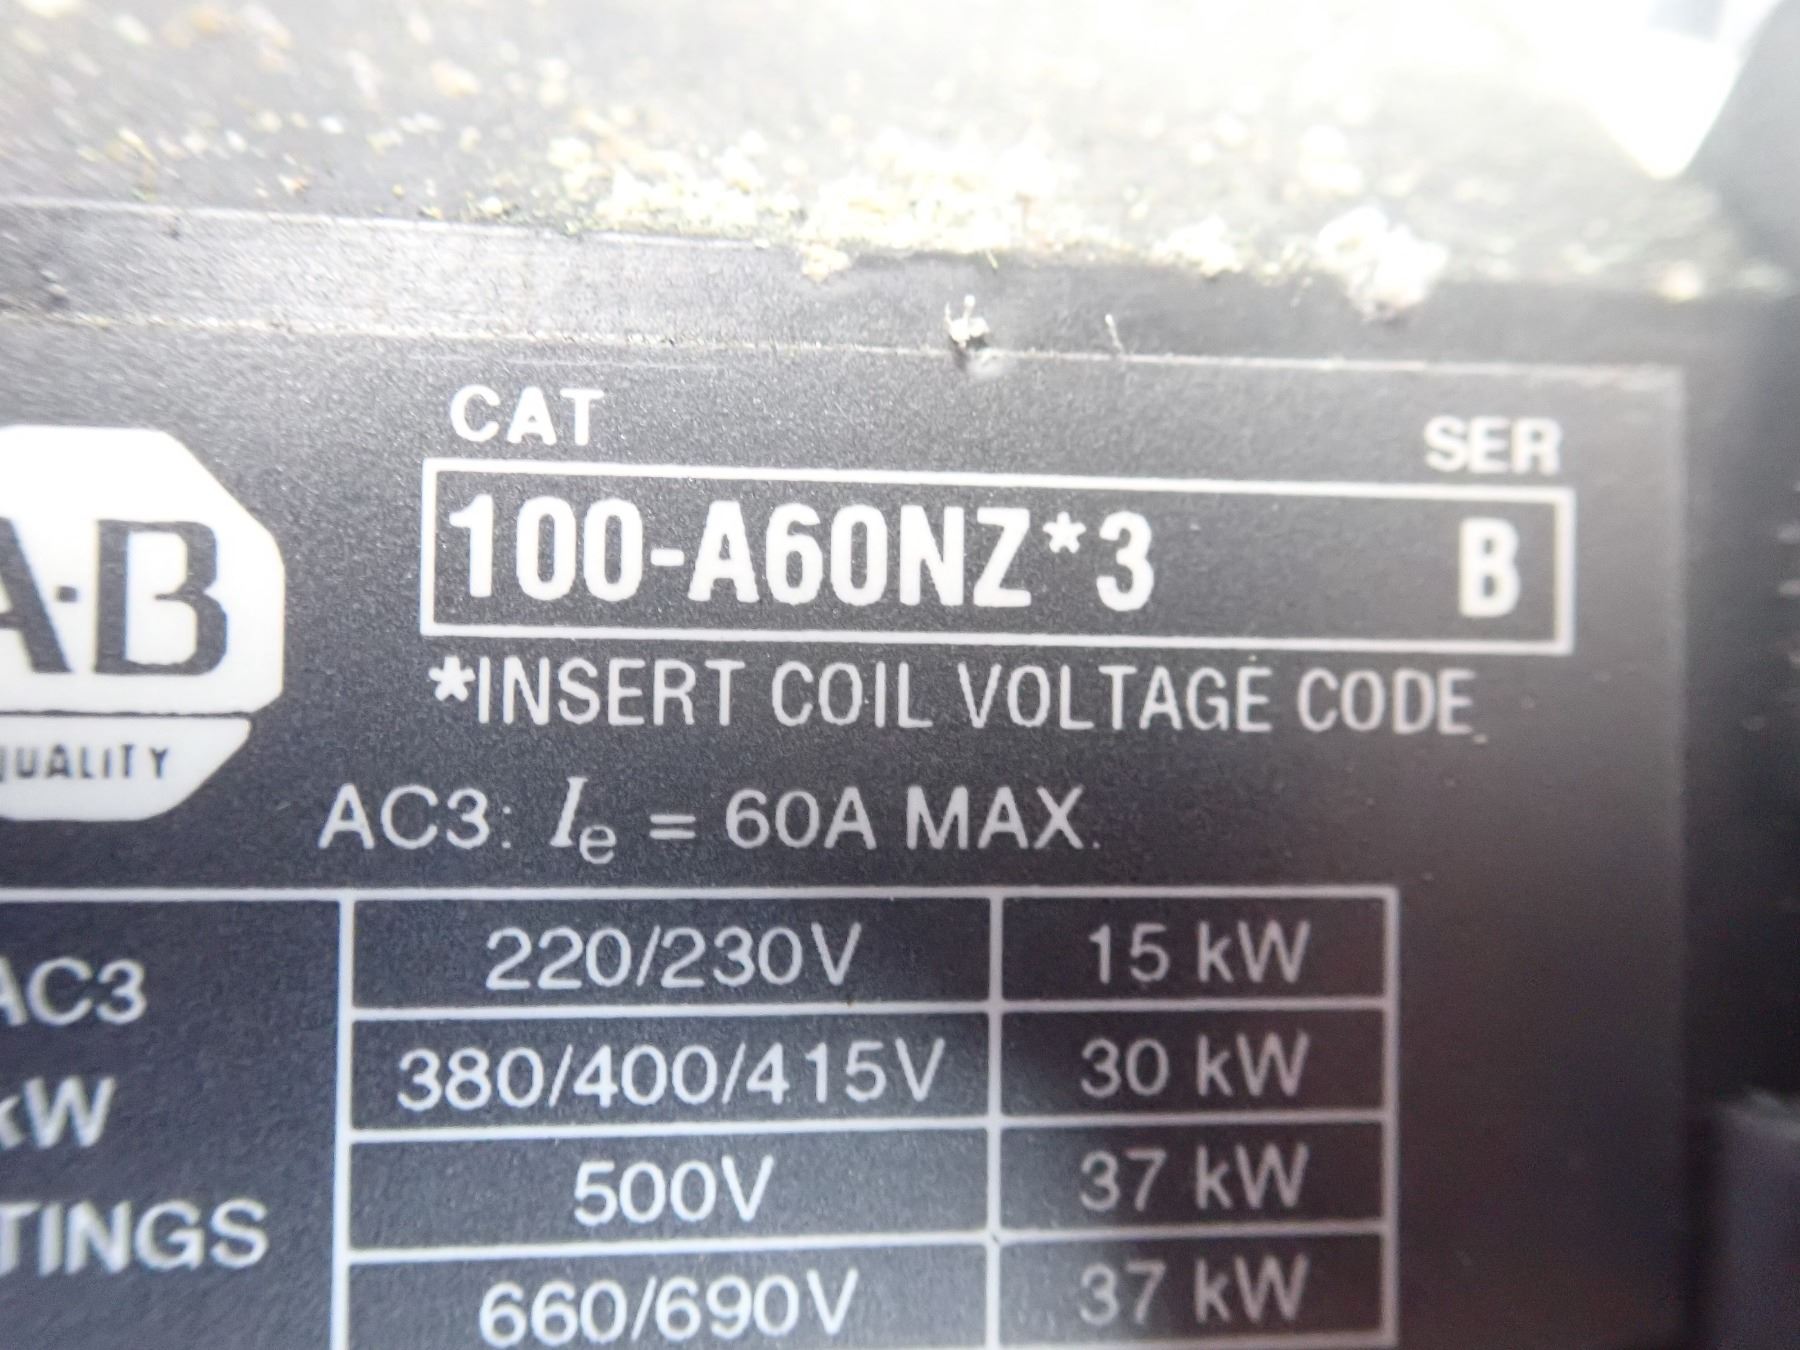 CAT SER
100-A60NZ*3 B
*INSERT COIL VOLTAGE CODE
A·B
QUALITY
AC3: Ie = 60A MAX.
AC3
kW
TINGS
220/230V 15 kW
380/400/415V 30 kW
500V 37 kW
660/690V 37 kW